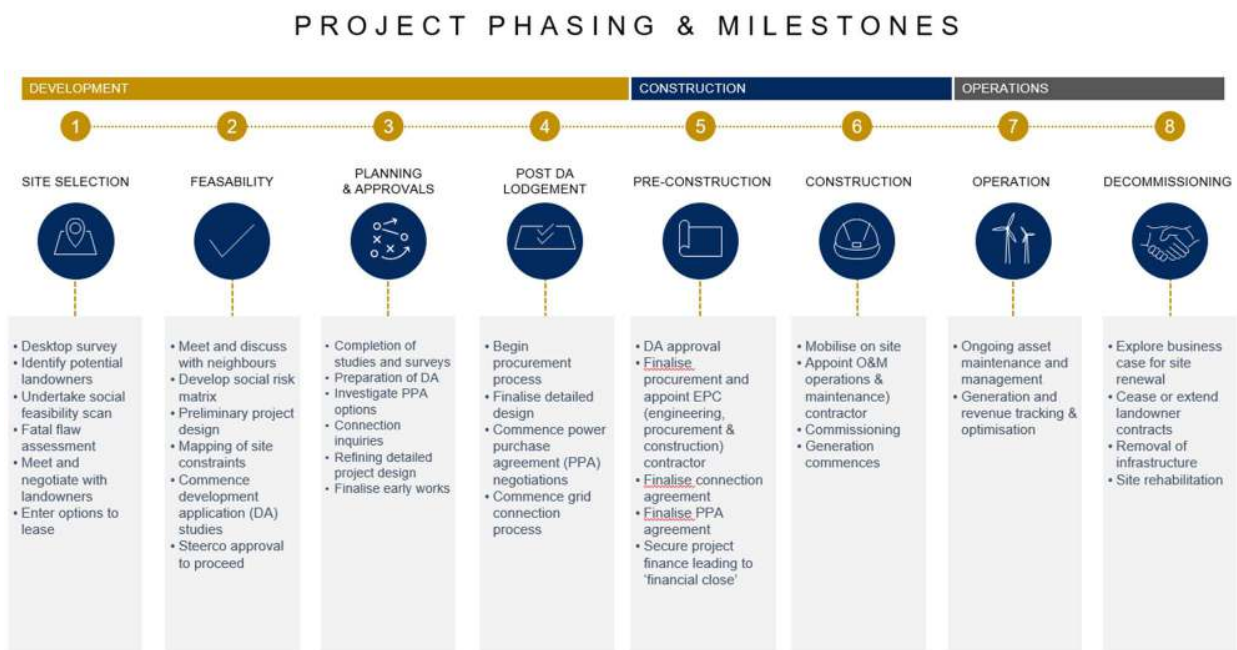 PROJECT PHASING & MILESTONES
DEVELOPMENT
CONSTRUCTION
OPERATIONS
1
2
3
4
5
6
7
8
SITE SELECTION
FEASABILITY
PLANNING
& APPROVALS
POST DA
LODGEMENT
PRE-CONSTRUCTION
CONSTRUCTION
OPERATION
DECOMMISSIONING
• Desktop survey
• Identify potential
landowners
• Undertake social
feasibility scan
• Fatal flaw
assessment
• Meet and
negotiate with
landowners
• Enter options to
lease
• Meet and discuss
with neighbours
• Develop social risk
matrix
• Preliminary project
design
• Mapping of site
constraints
• Commence
development
application (DA)
studies
• Steerco approval
to proceed
• Completion of
studies and surveys
• Preparation of DA
• Investigate PPA
options
• Connection
inquiries
• Refining detailed
project design
• Finalise early works
• Begin
procurement
process
• Finalise detailed
design
• Commence power
purchase
agreement (PPA)
negotiations
• Commence grid
connection
process
• DA approval
• Finalise
procurement and
appoint EPC
(engineering,
procurement &
construction)
contractor
• Finalise connection
agreement
• Finalise PPA
agreement
• Secure project
finance leading to
'financial close'
• Mobilise on site
• Appoint O&M
operations &
maintenance)
contractor
• Commissioning
• Generation
commences
• Ongoing asset
maintenance and
management
• Generation and
revenue tracking &
optimisation
• Explore business
case for site
renewal
• Cease or extend
landowner
contracts
• Removal of
infrastructure
• Site rehabilitation